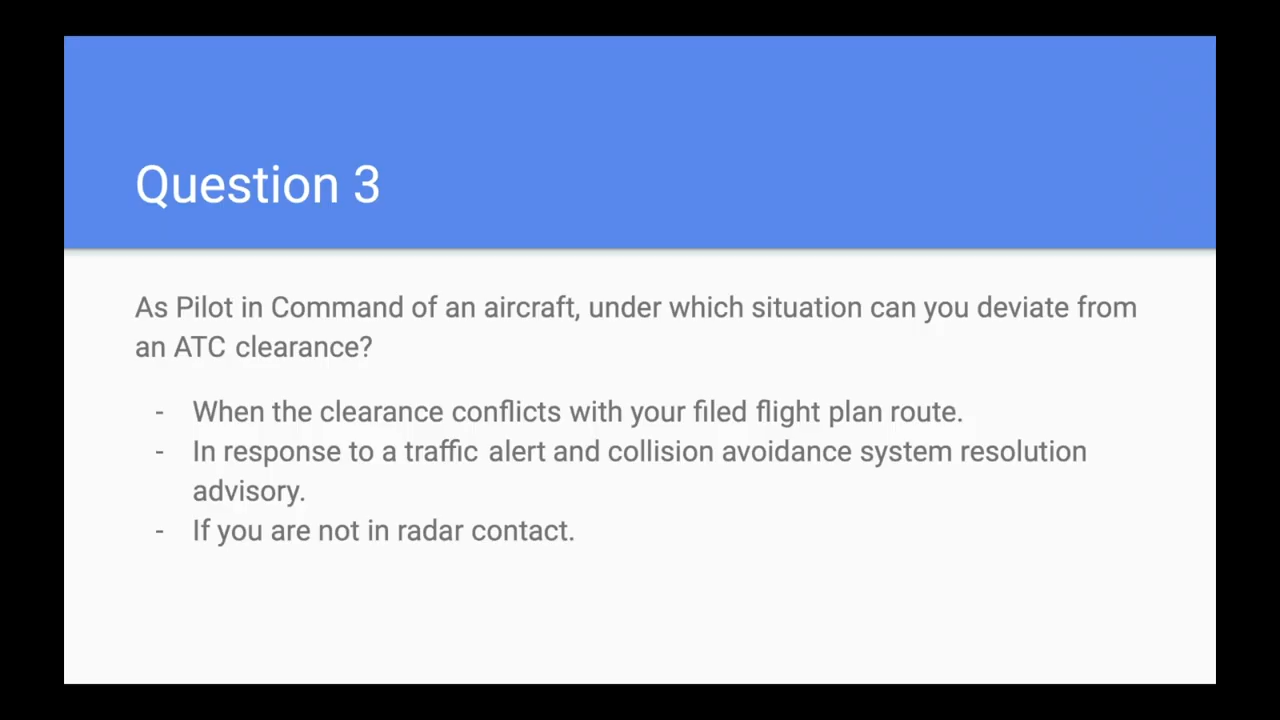 Question 3
As Pilot in Command of an aircraft, under which situation can you deviate from
an ATC clearance?
- When the clearance conflicts with your filed flight plan route.
- In response to a traffic alert and collision avoidance system resolution
advisory.
- If you are not in radar contact.